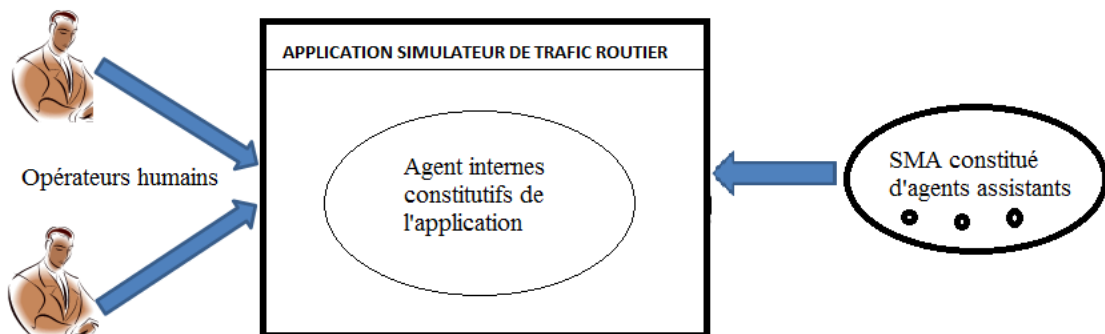 APPLICATION SIMULATEUR DE TRAFIC ROUTIER
Opérateurs humains
Agent internes
constitutifs de
l'application
SMA constitué
d'agents assistants